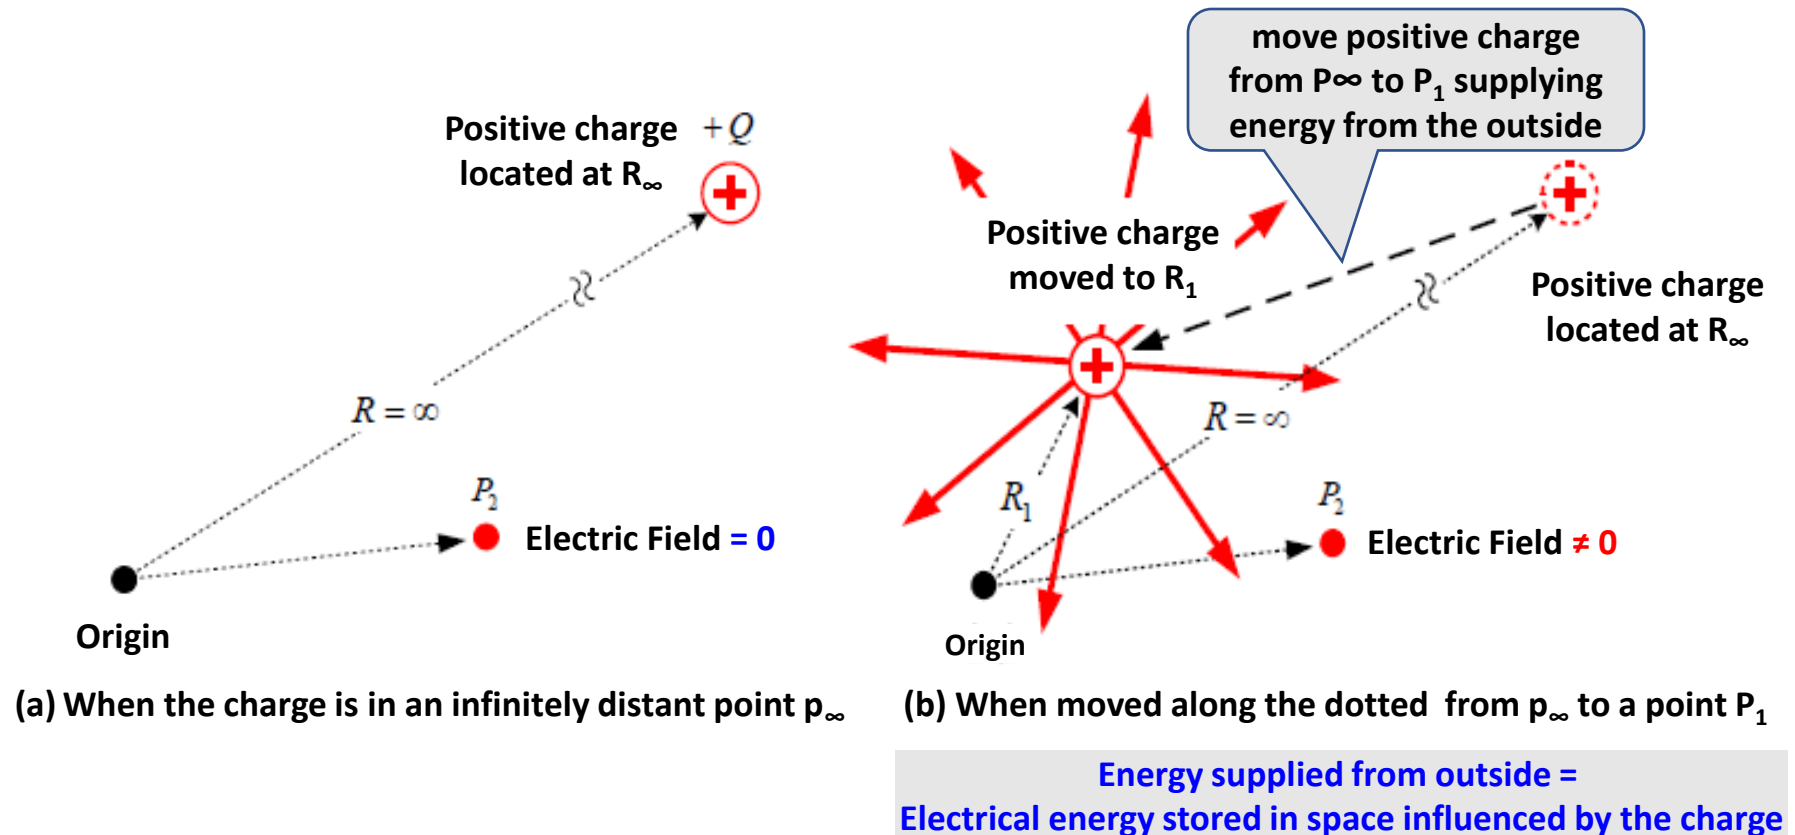 Positive charge
located at R∞
+Q
R = ∞
P₂
Electric Field = 0
Origin
(a) When the charge is in an infinitely distant point p∞
move positive charge
from P∞ to P₁ supplying
energy from the outside
Positive charge
moved to R₁
Positive charge
located at R∞
R = ∞
R₁
P₂
Electric Field ≠ 0
Origin
(b) When moved along the dotted from p∞ to a point P₁
Energy supplied from outside =
Electrical energy stored in space influenced by the charge